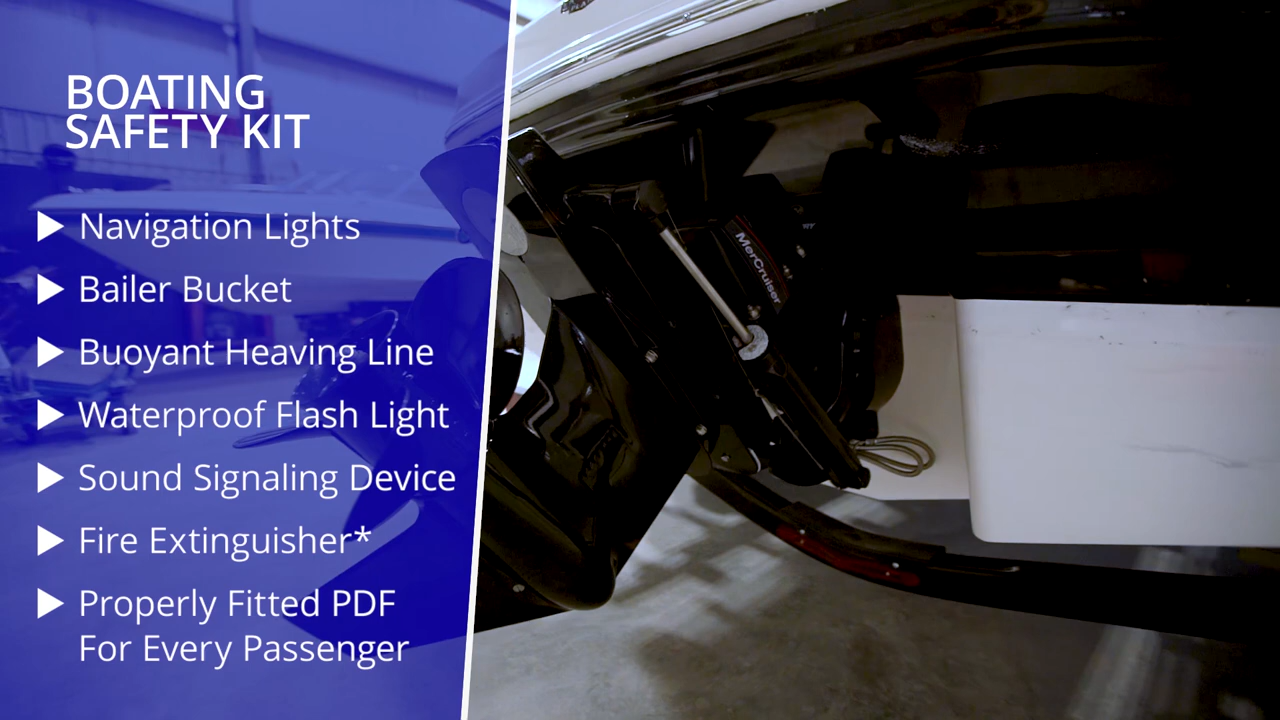 BOATING
SAFETY KIT
Navigation Lights
Bailer Bucket
Buoyant Heaving Line
Waterproof Flash Light
Sound Signaling Device
Fire Extinguisher*
Properly Fitted PDF
For Every Passenger
MerCruiser